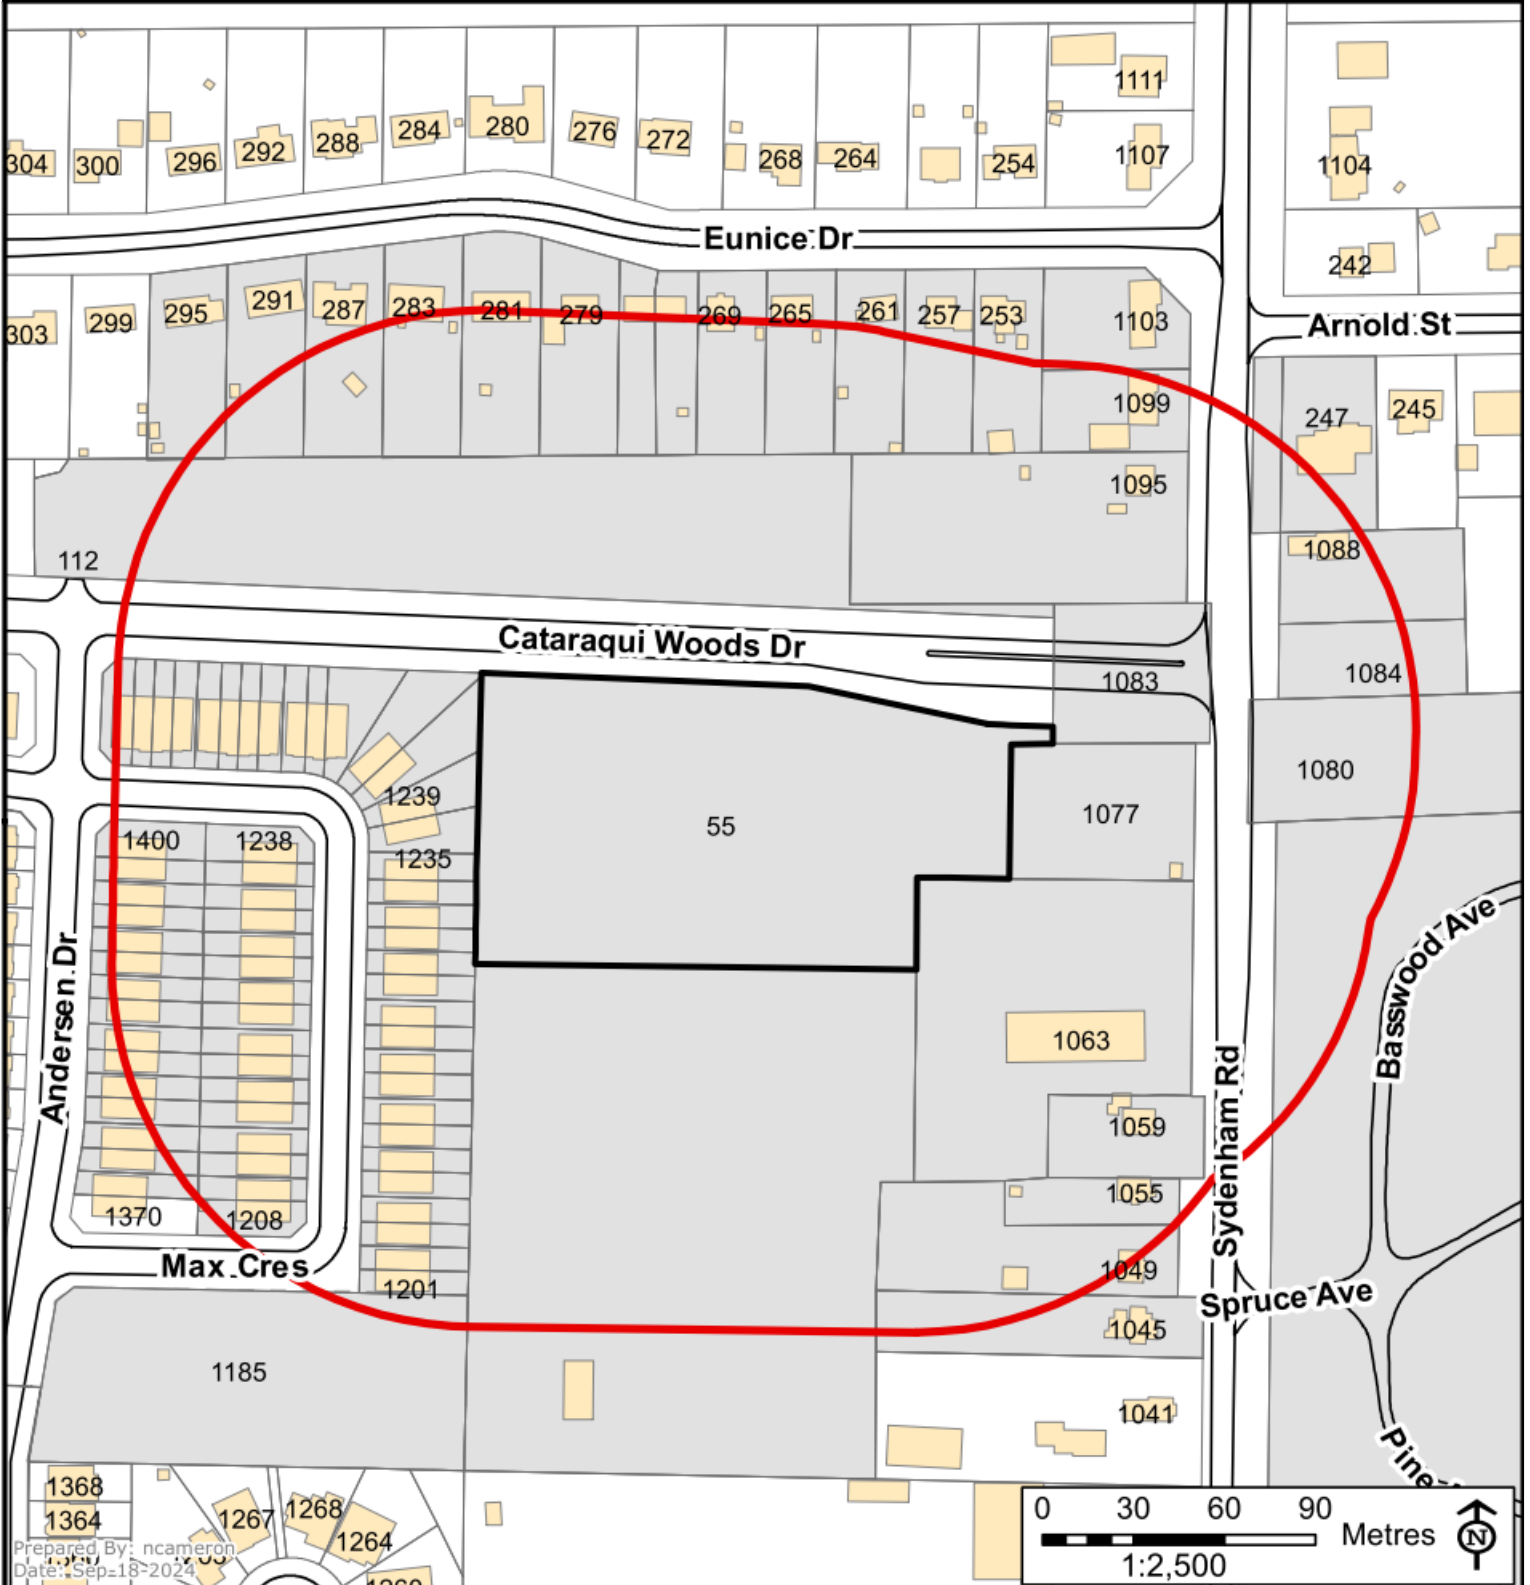 1111
304 300 296 292 288 284 280 276 272 268 264 254 1107 1104
Eunice Dr
242
303 299 295 291 287 283 281 279 269 265 261 257 253 1103
Arnold St
1099 247 245
1095
112 1088
Cataraqui Woods Dr
1083 1084
1239 55 1077 1080
1400 1238 1235
Basswood Ave
Andersen Dr
1063
Sydenham Rd
1059
1055
1370 1208
Max Cres
1201 1049
Spruce Ave
1045
1185
1041
Pine
1368 1267 1268
1364 1264
Prepared By: ncameron
Date: Sep-18-2024
0 30 60 90
Metres
N
1:2,500